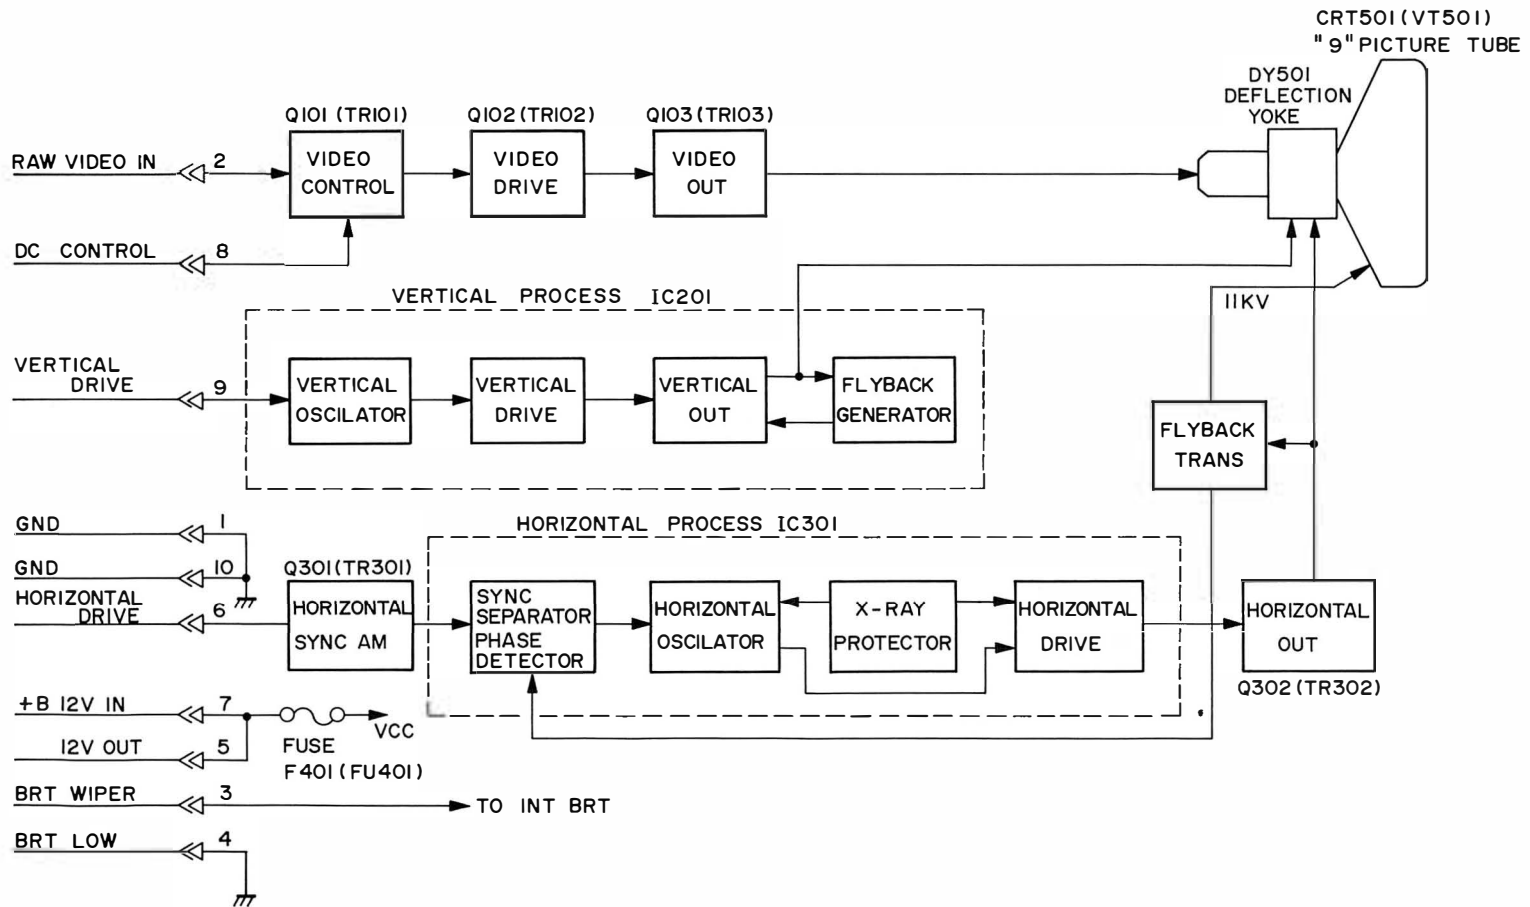 CRT501(VT501)
"9"PICTURE TUBE
DY501
DEFLECTION
YOKE
Q101(TR101)
Q102(TR102)
Q103(TR103)
RAW VIDEO IN
2
VIDEO
CONTROL
VIDEO
DRIVE
VIDEO
OUT
DC CONTROL
8
VERTICAL PROCESS IC201
11KV
VERTICAL
DRIVE
9
VERTICAL
OSCILATOR
VERTICAL
DRIVE
VERTICAL
OUT
FLYBACK
GENERATOR
FLYBACK
TRANS
GND
1
HORIZONTAL PROCESS IC301
GND
10
Q301(TR301)
HORIZONTAL
DRIVE
6
HORIZONTAL
SYNC AM
SYNC
SEPARATOR
PHASE
DETECTOR
HORIZONTAL
OSCILATOR
X-RAY
PROTECTOR
HORIZONTAL
DRIVE
HORIZONTAL
OUT
Q302(TR302)
+B 12V IN
7
VCC
12V OUT
5
FUSE
F401(FU401)
BRT WIPER
3
TO INT BRT
BRT LOW
4